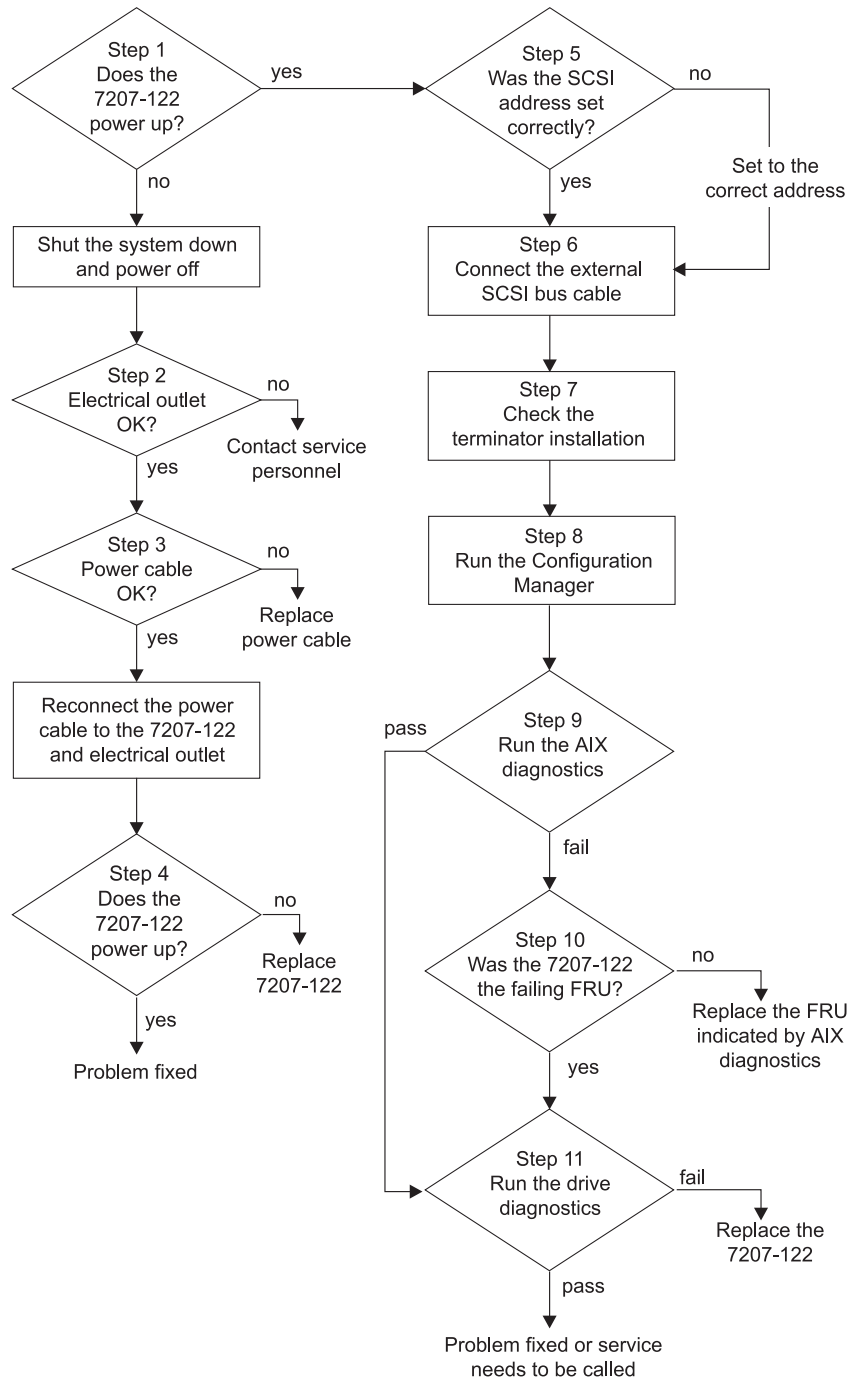 Step 1
Does the
7207-122
power up?
yes
no
Shut the system down
and power off
Step 2
Electrical outlet
OK?
no
Contact service
personnel
yes
Step 3
Power cable
OK?
no
Replace
power cable
yes
Reconnect the power
cable to the 7207-122
and electrical outlet
Step 4
Does the
7207-122
power up?
no
Replace
7207-122
yes
Problem fixed
Step 5
Was the SCSI
address set
correctly?
no
Set to the
correct address
yes
Step 6
Connect the external
SCSI bus cable
Step 7
Check the
terminator installation
Step 8
Run the Configuration
Manager
Step 9
Run the AIX
diagnostics
pass
fail
Step 10
Was the 7207-122
the failing FRU?
no
Replace the FRU
indicated by AIX
diagnostics
yes
Step 11
Run the drive
diagnostics
fail
Replace the
7207-122
pass
Problem fixed or service
needs to be called